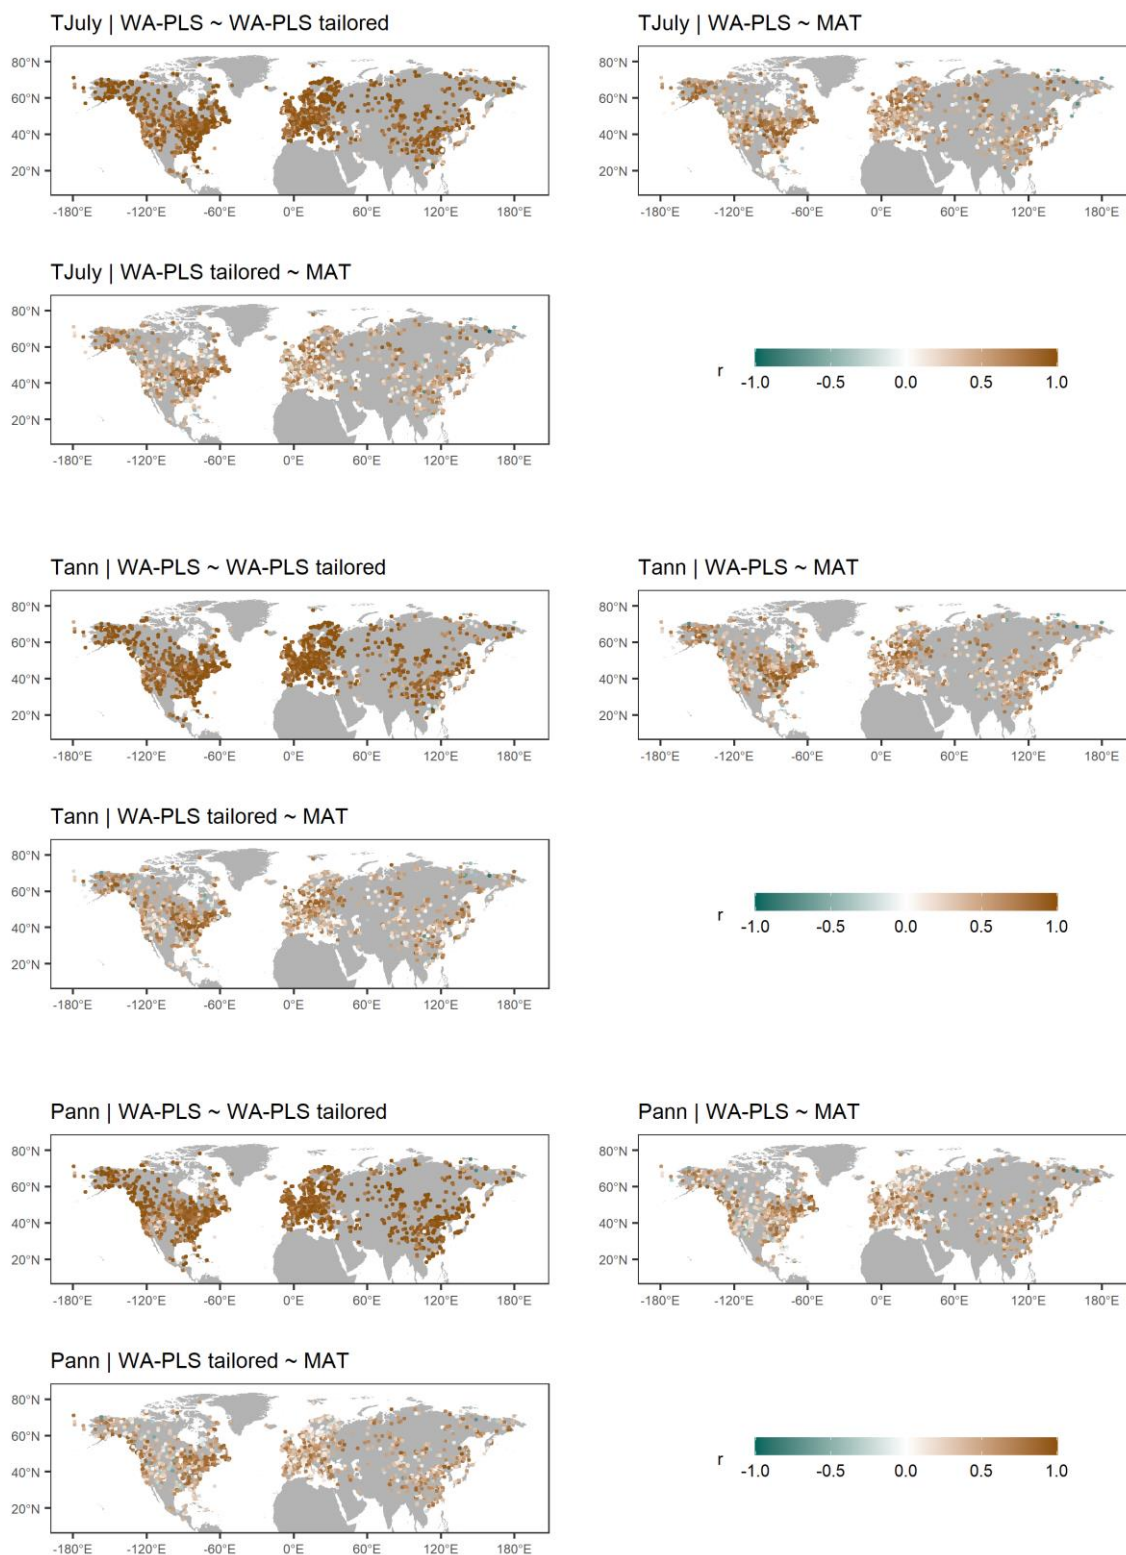 TJuly | WA-PLS ~ WA-PLS tailored
80°N
60°N
40°N
20°N
-180°E -120°E -60°E 0°E 60°E 120°E 180°E
TJuly | WA-PLS ~ MAT
80°N
60°N
40°N
20°N
-180°E -120°E -60°E 0°E 60°E 120°E 180°E
TJuly | WA-PLS tailored ~ MAT
80°N
60°N
40°N
20°N
-180°E -120°E -60°E 0°E 60°E 120°E 180°E
r -1.0 -0.5 0.0 0.5 1.0
Tann | WA-PLS ~ WA-PLS tailored
80°N
60°N
40°N
20°N
-180°E -120°E -60°E 0°E 60°E 120°E 180°E
Tann | WA-PLS ~ MAT
80°N
60°N
40°N
20°N
-180°E -120°E -60°E 0°E 60°E 120°E 180°E
Tann | WA-PLS tailored ~ MAT
80°N
60°N
40°N
20°N
-180°E -120°E -60°E 0°E 60°E 120°E 180°E
r -1.0 -0.5 0.0 0.5 1.0
Pann | WA-PLS ~ WA-PLS tailored
80°N
60°N
40°N
20°N
-180°E -120°E -60°E 0°E 60°E 120°E 180°E
Pann | WA-PLS ~ MAT
80°N
60°N
40°N
20°N
-180°E -120°E -60°E 0°E 60°E 120°E 180°E
Pann | WA-PLS tailored ~ MAT
80°N
60°N
40°N
20°N
-180°E -120°E -60°E 0°E 60°E 120°E 180°E
r -1.0 -0.5 0.0 0.5 1.0